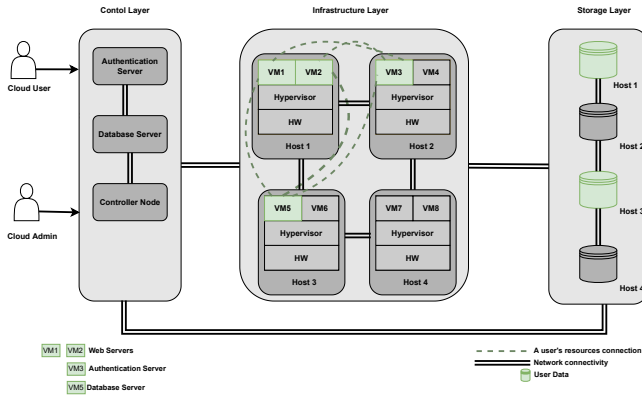 Contol Layer
Infrastructure Layer
Storage Layer
Authentication
Server
Cloud User
Database Server
Controller Node
Cloud Admin
VM1 VM2
Hypervisor
HW
Host 1
VM3 VM4
Hypervisor
HW
Host 2
VM5 VM6
Hypervisor
HW
Host 3
VM7 VM8
Hypervisor
HW
Host 4
Host 1
Host 2
Host 3
Host 4
VM1 VM2 Web Servers
VM3 Authentication Server
VM5 Database Server
A user's resources connection
Network connectivity
User Data